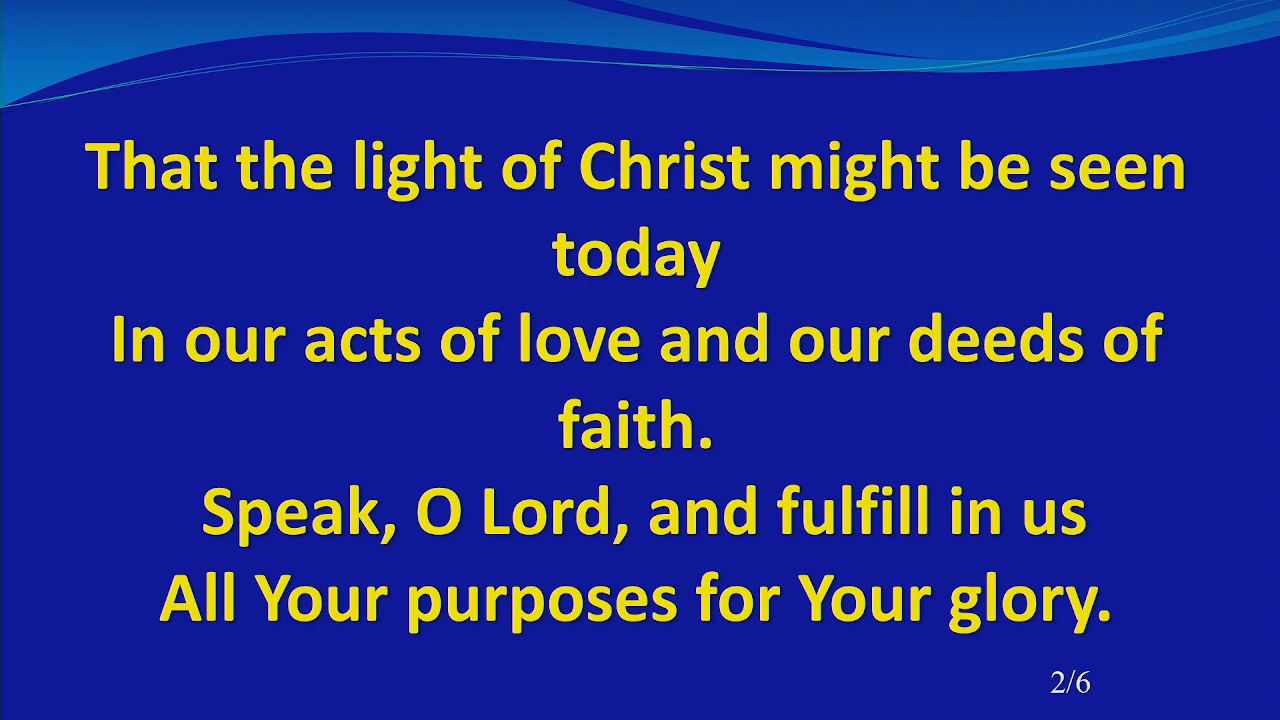 That the light of Christ might be seen
today
In our acts of love and our deeds of
faith.
Speak, O Lord, and fulfill in us
All Your purposes for Your glory.
2/6